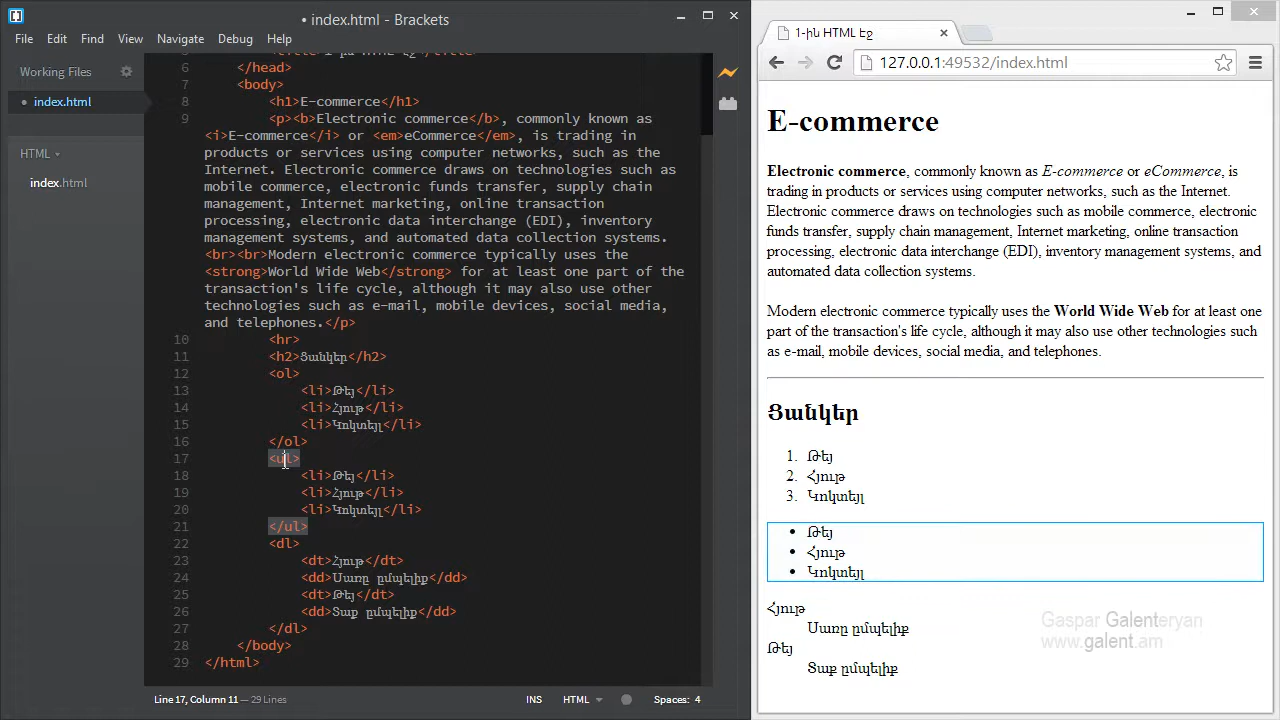 • index.html - Brackets
File Edit Find View Navigate Debug Help
Working Files
• index.html
HTML
index.html
6 </head>
7 <body>
8 <h1>E-commerce</h1>
9 <p><b>Electronic commerce</b>, commonly known as
<i>E-commerce</i> or <em>eCommerce</em>, is trading in
products or services using computer networks, such as the
Internet. Electronic commerce draws on technologies such as
mobile commerce, electronic funds transfer, supply chain
management, Internet marketing, online transaction
processing, electronic data interchange (EDI), inventory
management systems, and automated data collection systems.
<br><br>Modern electronic commerce typically uses the
<strong>World Wide Web</strong> for at least one part of the
transaction's life cycle, although it may also use other
technologies such as e-mail, mobile devices, social media,
and telephones.</p>
10 <hr>
11 <h2>Ցանկեր</h2>
12 <ol>
13 <li>Թեյ</li>
14 <li>Հյութ</li>
15 <li>Կոկտեյլ</li>
16 </ol>
17 <ul>
18 <li>Թեյ</li>
19 <li>Հյութ</li>
20 <li>Կոկտեյլ</li>
21 </ul>
22 <dl>
23 <dt>Հյութ</dt>
24 <dd>Սառը ըմպելիք</dd>
25 <dt>Թեյ</dt>
26 <dd>Տաք ըմպելիք</dd>
27 </dl>
28 </body>
29 </html>
Line 17, Column 11 — 29 Lines INS HTML Spaces: 4
1-ին HTML էջ
127.0.0.1:49532/index.html
E-commerce
Electronic commerce, commonly known as E-commerce or eCommerce, is
trading in products or services using computer networks, such as the Internet.
Electronic commerce draws on technologies such as mobile commerce, electronic
funds transfer, supply chain management, Internet marketing, online transaction
processing, electronic data interchange (EDI), inventory management systems, and
automated data collection systems.
Modern electronic commerce typically uses the World Wide Web for at least one
part of the transaction's life cycle, although it may also use other technologies such
as e-mail, mobile devices, social media, and telephones.
Ցանկեր
1. Թեյ
2. Հյութ
3. Կոկտեյլ
• Թեյ
• Հյութ
• Կոկտեյլ
Հյութ
Սառը ըմպելիք
Թեյ
Տաք ըմպելիք
Gaspar Galenteryan
www.galent.am